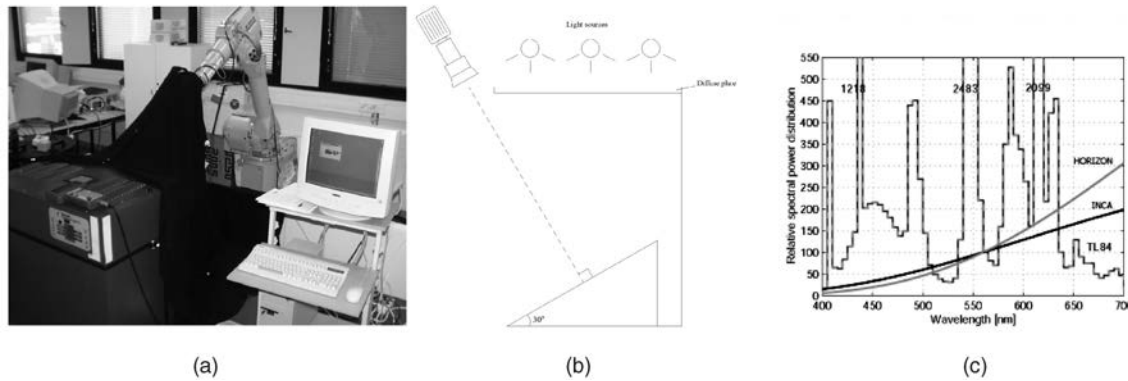 Light sources
Diffuse plate
30°
(a)
(b)
Relative spectral power distribution
550
500
450
400
350
300
250
200
150
100
50
0
1218
2483
2099
HORIZON
INCA
TL84
400
450
500
550
600
650
700
Wavelength [nm]
(c)